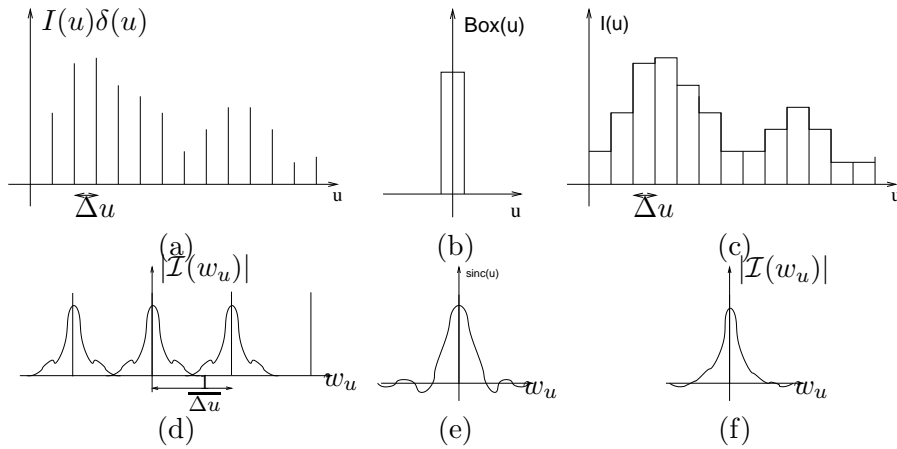 I(u)δ(u)
Box(u)
I(u)
u
u
u
Δu
Δu
(a)
(b)
(c)
|𝓘(w_u)|
sinc(u)
|𝓘(w_u)|
w_u
w_u
w_u
1
Δu
(d)
(e)
(f)